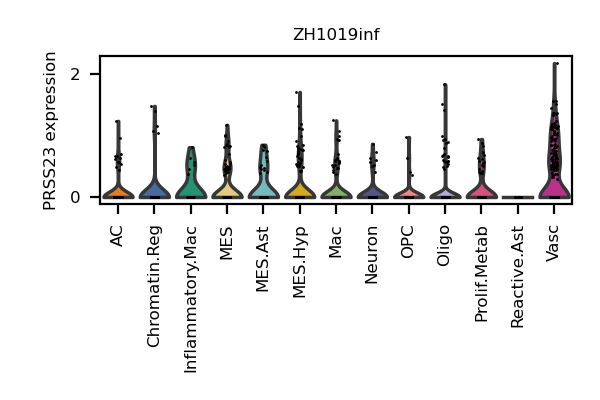 ZH1019inf
PRSS23 expression
2
0
AC
Chromatin.Reg
Inflammatory.Mac
MES
MES.Ast
MES.Hyp
Mac
Neuron
OPC
Oligo
Prolif.Metab
Reactive.Ast
Vasc